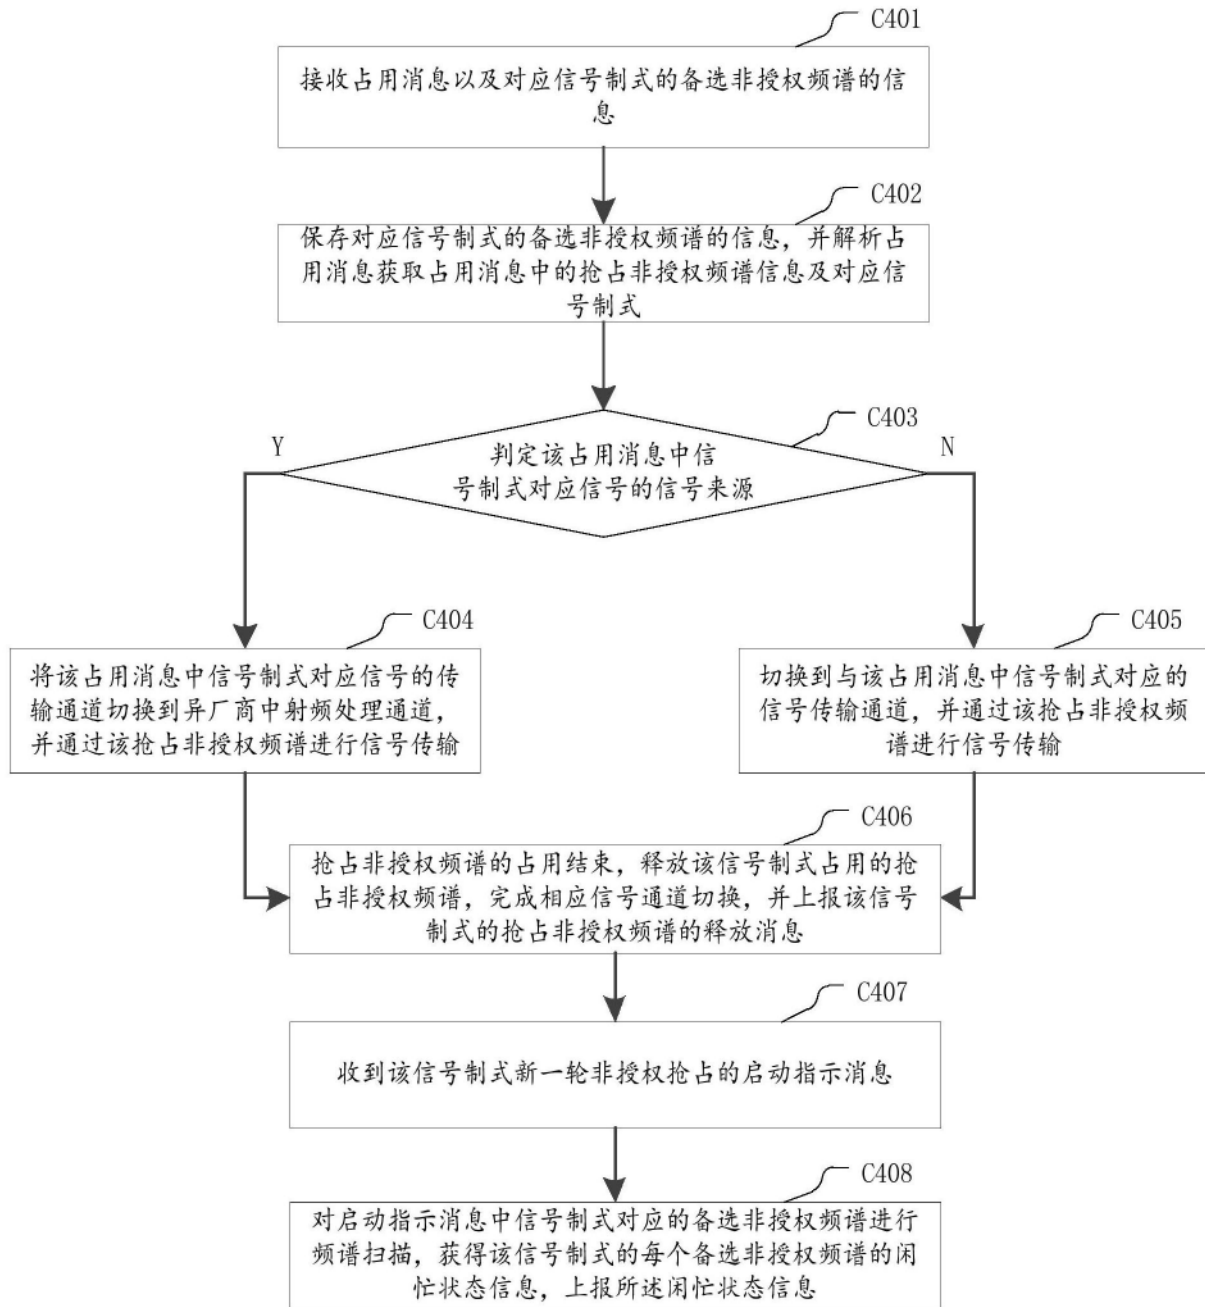 C401
接收占用消息以及对应信号制式的备选非授权频谱的信
息
C402
保存对应信号制式的备选非授权频谱的信息，并解析占
用消息获取占用消息中的抢占非授权频谱信息及对应信
号制式
C403
Y
N
判定该占用消息中信
号制式对应信号的信号来源
C404
将该占用消息中信号制式对应信号的传
输通道切换到异厂商中射频处理通道，
并通过该抢占非授权频谱进行信号传输
C405
切换到与该占用消息中信号制式对应的
信号传输通道，并通过该抢占非授权频
谱进行信号传输
C406
抢占非授权频谱的占用结束，释放该信号制式占用的抢
占非授权频谱，完成相应信号通道切换，并上报该信号
制式的抢占非授权频谱的释放消息
C407
收到该信号制式新一轮非授权抢占的启动指示消息
C408
对启动指示消息中信号制式对应的备选非授权频谱进行
频谱扫描，获得该信号制式的每个备选非授权频谱的闲
忙状态信息，上报所述闲忙状态信息